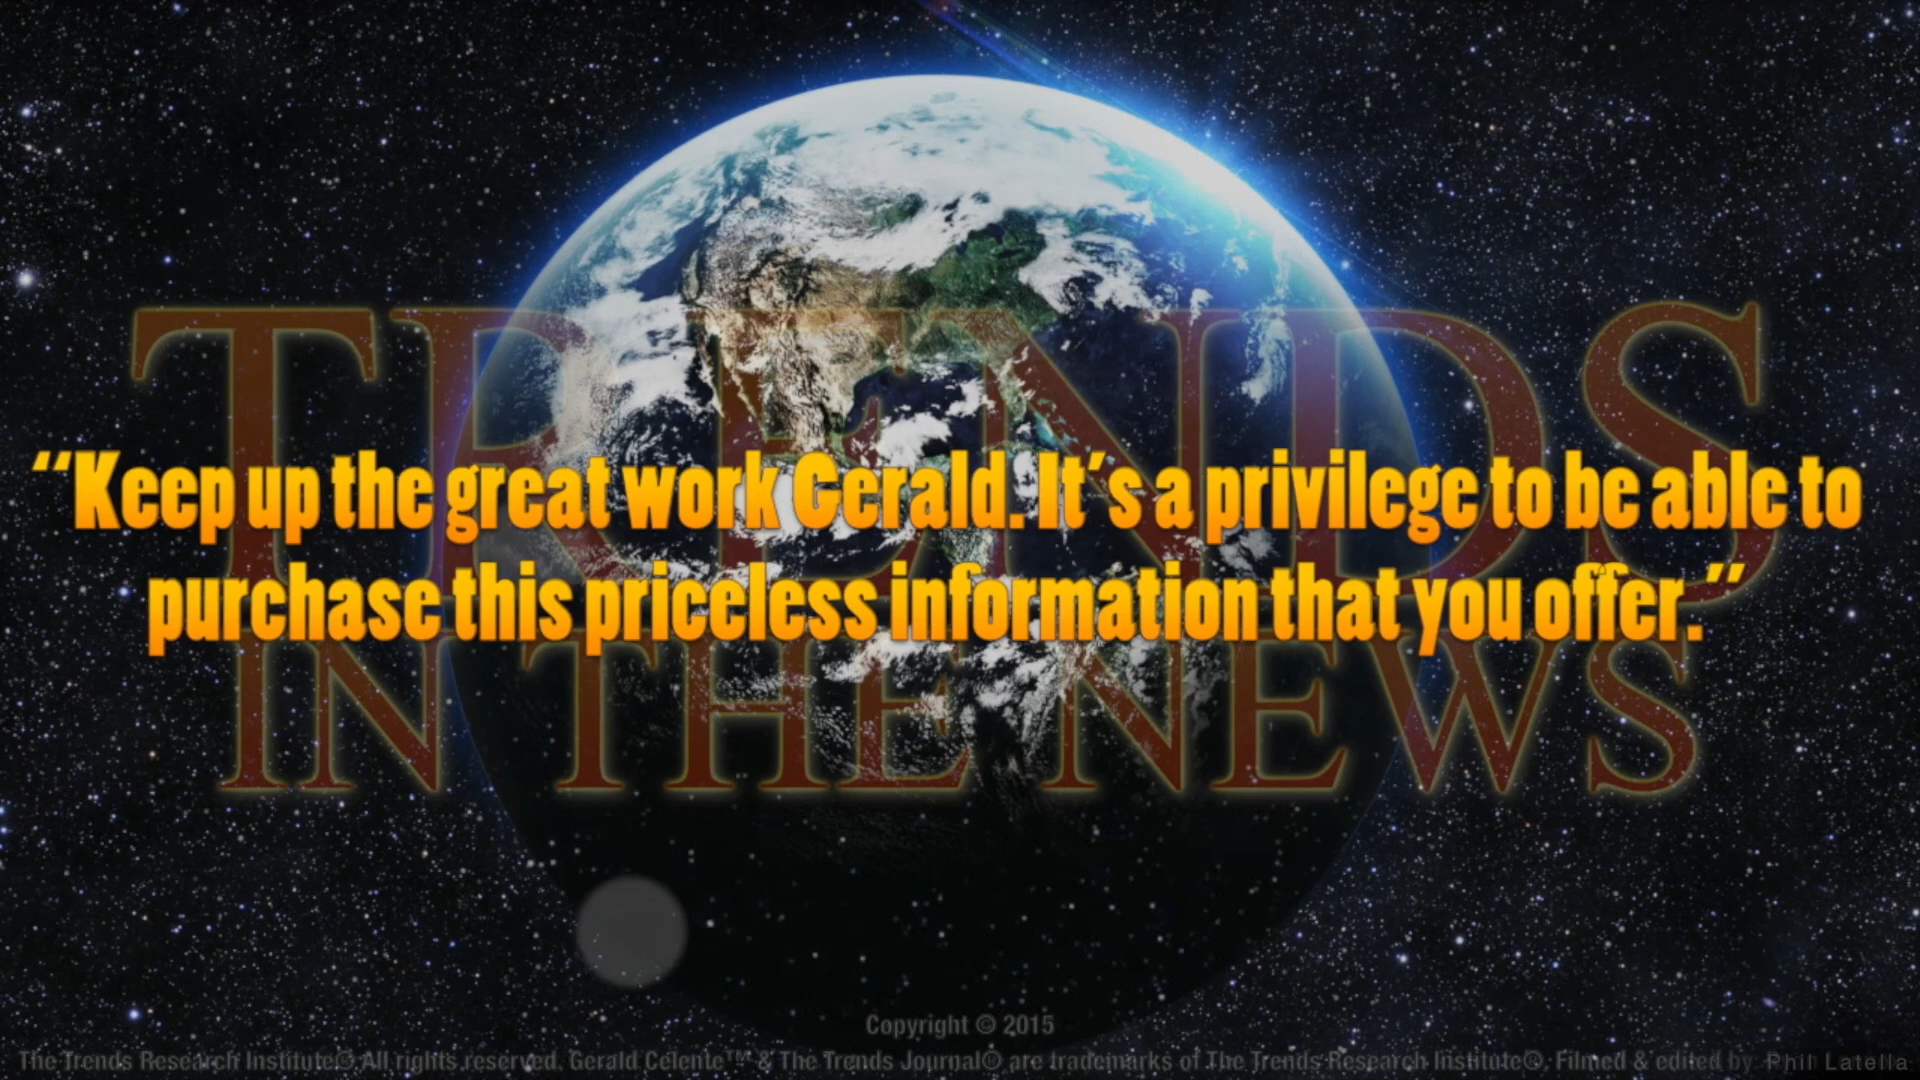 TRENDS
“Keep up the great work Gerald. It's a privilege to be able to
purchase this priceless information that you offer.”
IN THE NEWS
Copyright © 2015
The Trends Research Institute® All rights reserved. Gerald Celente™ & The Trends Journal® are trademarks of The Trends Research Institute®. Filmed & edited by: Phil Latella